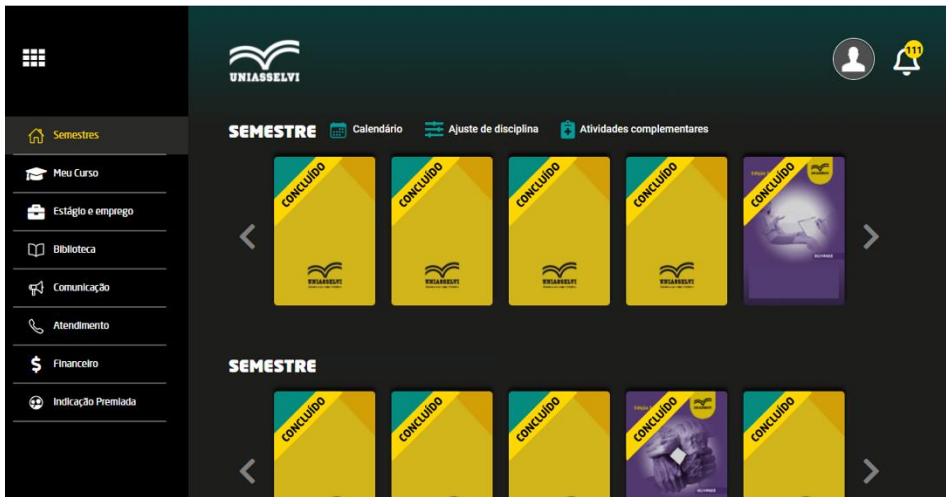 UNIASSELVI
111
Semestres
Meu Curso
Estágio e emprego
Biblioteca
Comunicação
Atendimento
Financeiro
Indicação Premiada
SEMESTRE
Calendário
Ajuste de disciplina
Atividades complementares
CONCLUÍDO
CONCLUÍDO
CONCLUÍDO
CONCLUÍDO
CONCLUÍDO
UNIASSELVI
UNIASSELVI
UNIASSELVI
UNIASSELVI
SEMESTRE
CONCLUÍDO
CONCLUÍDO
CONCLUÍDO
CONCLUÍDO
CONCLUÍDO